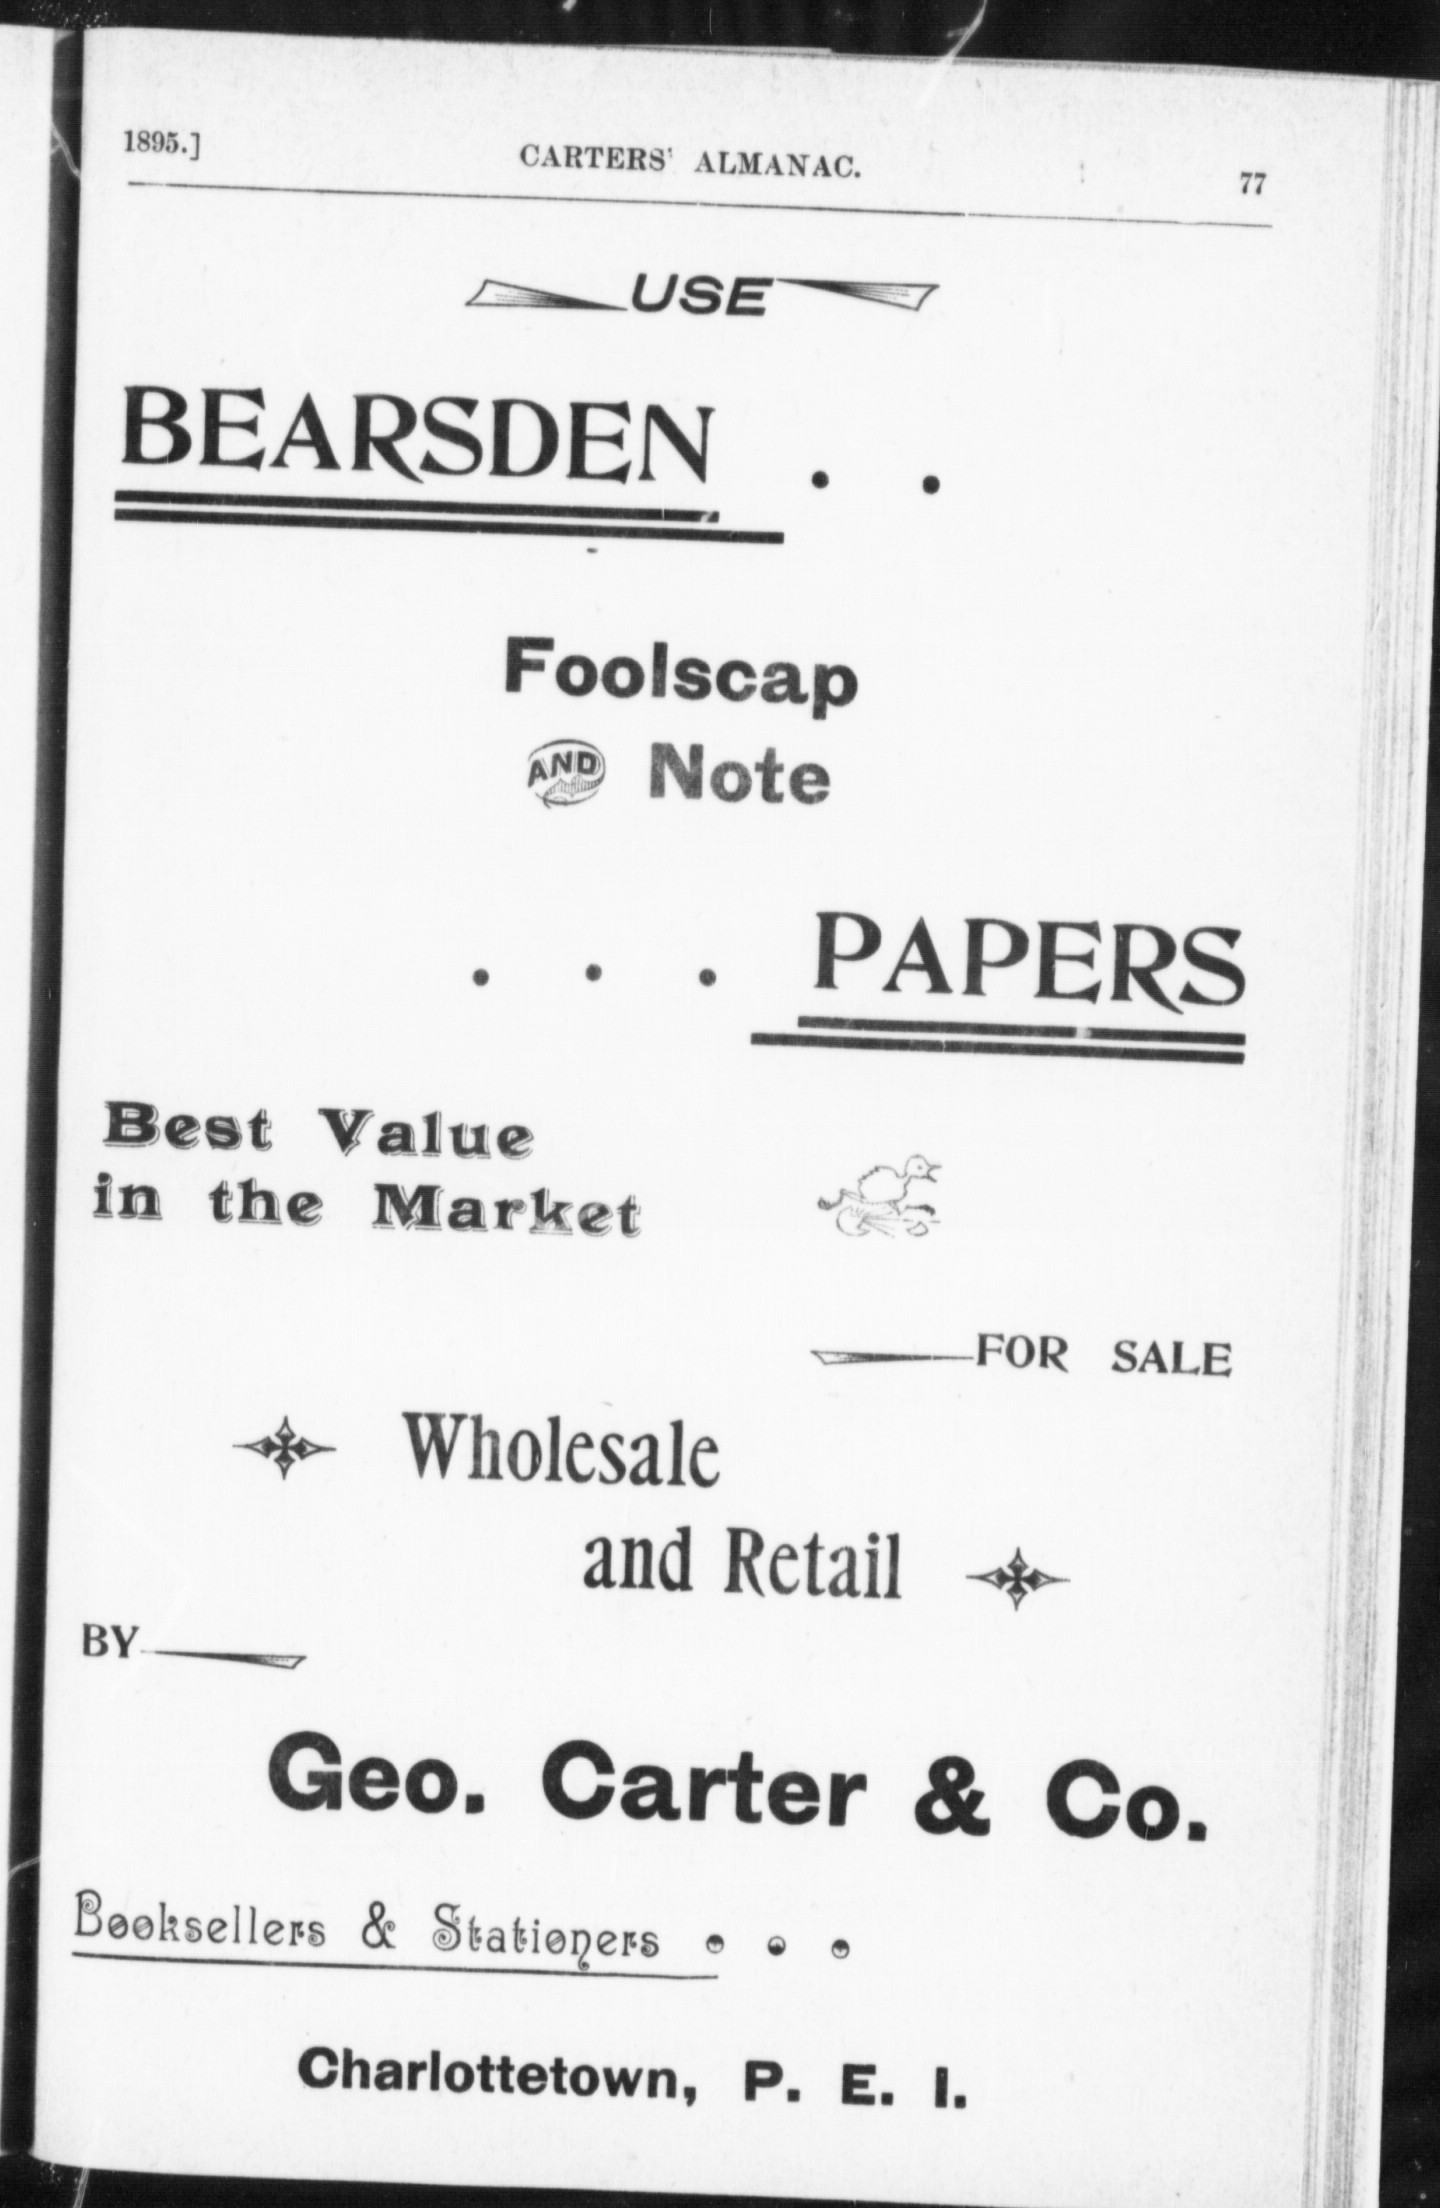 1895.] CARTERS' ALMANAC. 77
USE
BEARSDEN . .
Foolscap
AND Note
. . . PAPERS
Best Value
in the Market
FOR SALE
Wholesale
and Retail
BY
Geo. Carter & Co.
Booksellers & Stationers . . .
Charlottetown, P. E. I.